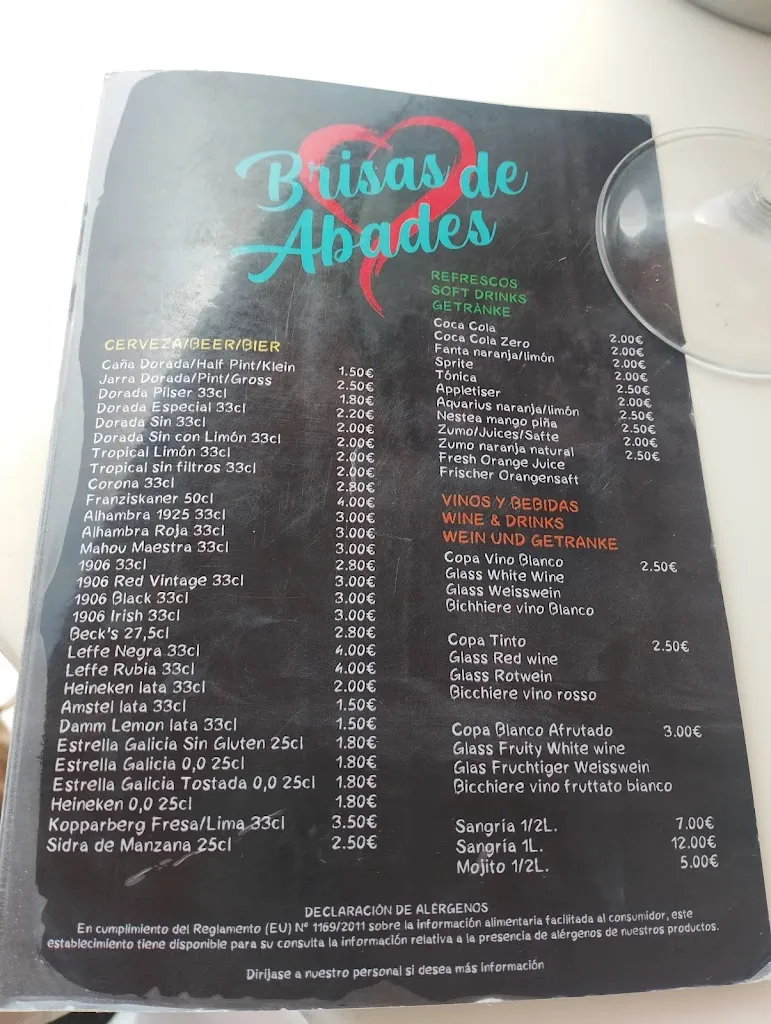 Brisas de
Abades
CERVEZA/BEER/BIER
Caña Dorada/Half Pint/Klein 1.50€
Jarra Dorada/Pint/Gross 2.50€
Dorada Pilser 33cl 1.80€
Dorada Especial 33cl 2.20€
Dorada Sin 33cl 2.00€
Dorada Sin con Limón 33cl 2.00€
Tropical Limón 33cl 2.00€
Tropical sin filtros 33cl 2.00€
Corona 33cl 2.80€
Franziskaner 50cl 4.00€
Alhambra 1925 33cl 3.00€
Alhambra Roja 33cl 3.00€
Mahou Maestra 33cl 3.00€
1906 33cl 2.80€
1906 Red Vintage 33cl 3.00€
1906 Black 33cl 3.00€
1906 Irish 33cl 3.00€
Beck's 27,5cl 2.80€
Leffe Negra 33cl 4.00€
Leffe Rubia 33cl 4.00€
Heineken lata 33cl 2.00€
Amstel lata 33cl 1.50€
Damm Lemon lata 33cl 1.50€
Estrella Galicia Sin Gluten 25cl 1.80€
Estrella Galicia 0,0 25cl 1.80€
Estrella Galicia Tostada 0,0 25cl 1.80€
Heineken 0,0 25cl 1.80€
Kopparberg Fresa/Lima 33cl 3.50€
Sidra de Manzana 25cl 2.50€
REFRESCOS
SOFT DRINKS
GETRÄNKE
Coca Cola 2.00€
Coca Cola Zero 2.00€
Fanta naranja/limón 2.00€
Sprite 2.00€
Tónica 2.50€
Appletiser 2.00€
Aquarius naranja/limón 2.50€
Nestea mango piña 2.50€
Zumo/Juices/Safte 2.00€
Zumo naranja natural 2.50€
Fresh Orange Juice
Frischer Orangensaft
VINOS Y BEBIDAS
WINE & DRINKS
WEIN UND GETRANKE
Copa Vino Blanco 2.50€
Glass White Wine
Glass Weisswein
Bichhiere vino Blanco
Copa Tinto 2.50€
Glass Red wine
Glass Rotwein
Bicchiere vino rosso
Copa Blanco Afrutado 3.00€
Glass Fruity White wine
Glas Fruchtiger Weisswein
Bicchiere vino fruttato bianco
Sangría 1/2L. 7.00€
Sangría 1L. 12.00€
Mojito 1/2L. 5.00€
DECLARACIÓN DE ALÉRGENOS
En cumplimiento del Reglamento (EU) Nº 1169/2011 sobre la información alimentaria facilitada al consumidor, este
establecimiento tiene disponible para su consulta la información relativa a la presencia de alérgenos de nuestros productos.
Diríjase a nuestro personal si desea más información